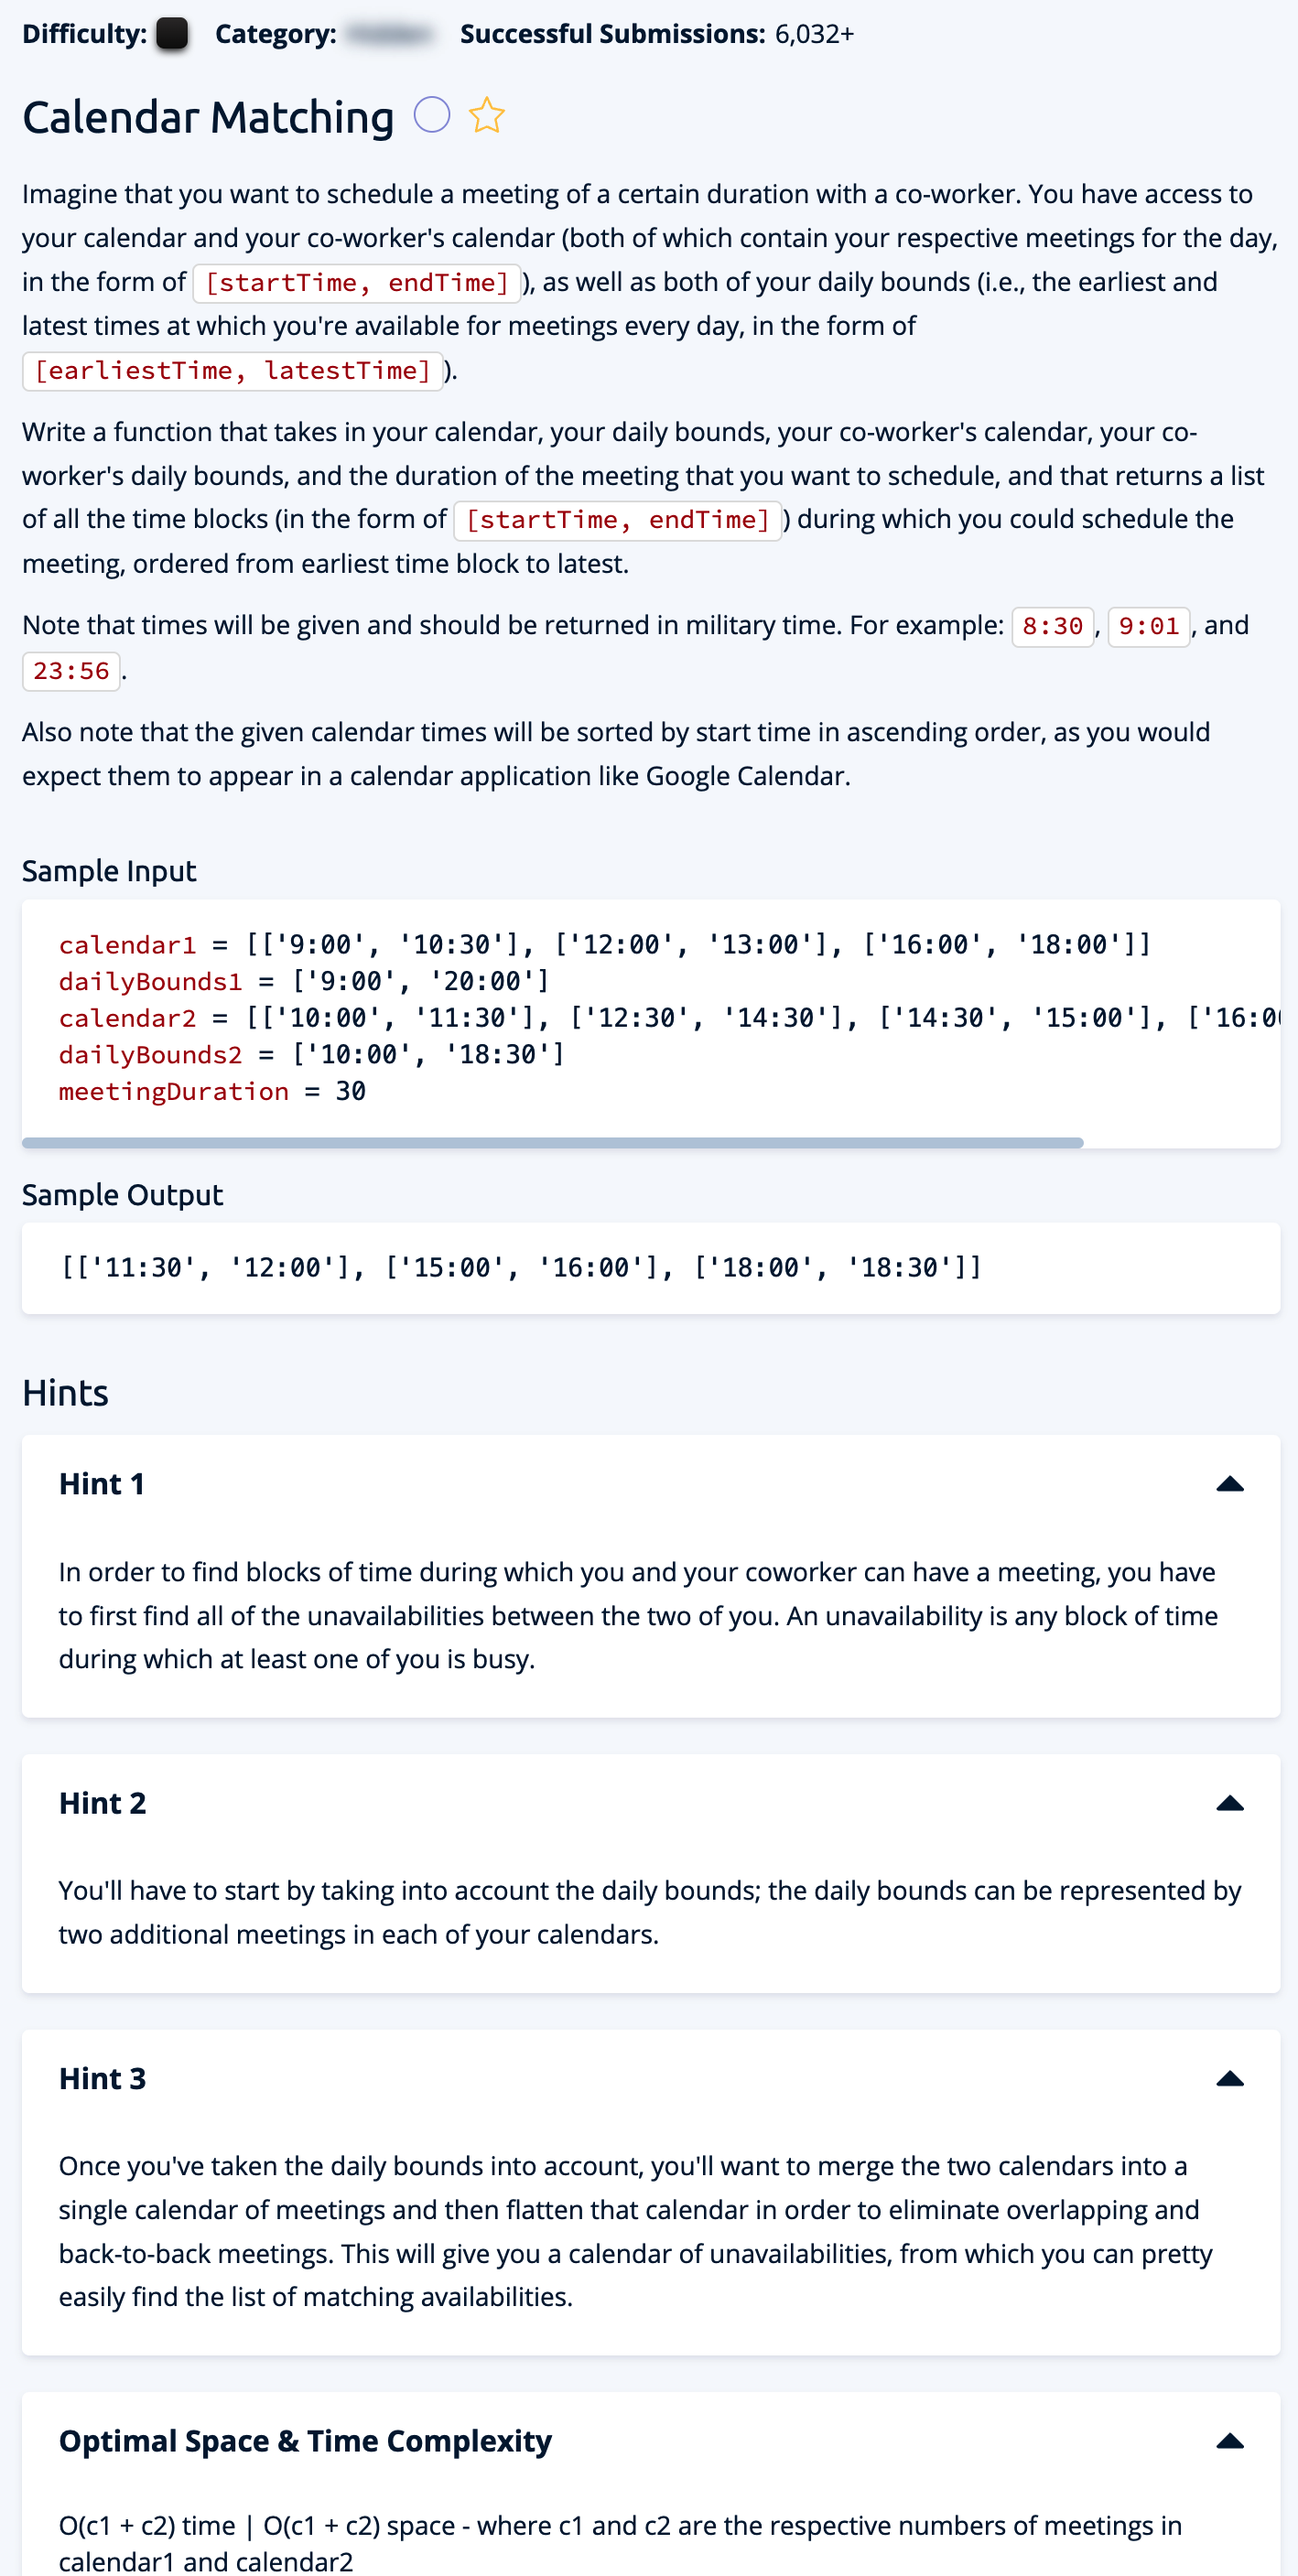 Difficulty: Category: Successful Submissions: 6,032+
Calendar Matching
Imagine that you want to schedule a meeting of a certain duration with a co-worker. You have access to
your calendar and your co-worker's calendar (both of which contain your respective meetings for the day,
in the form of [startTime, endTime] ), as well as both of your daily bounds (i.e., the earliest and
latest times at which you're available for meetings every day, in the form of
[earliestTime, latestTime] ).
Write a function that takes in your calendar, your daily bounds, your co-worker's calendar, your co-
worker's daily bounds, and the duration of the meeting that you want to schedule, and that returns a list
of all the time blocks (in the form of [startTime, endTime] ) during which you could schedule the
meeting, ordered from earliest time block to latest.
Note that times will be given and should be returned in military time. For example: 8:30 , 9:01 , and
23:56 .
Also note that the given calendar times will be sorted by start time in ascending order, as you would
expect them to appear in a calendar application like Google Calendar.
Sample Input
calendar1 = [['9:00', '10:30'], ['12:00', '13:00'], ['16:00', '18:00']]
dailyBounds1 = ['9:00', '20:00']
calendar2 = [['10:00', '11:30'], ['12:30', '14:30'], ['14:30', '15:00'], ['16:0
dailyBounds2 = ['10:00', '18:30']
meetingDuration = 30
Sample Output
[['11:30', '12:00'], ['15:00', '16:00'], ['18:00', '18:30']]
Hints
Hint 1
In order to find blocks of time during which you and your coworker can have a meeting, you have
to first find all of the unavailabilities between the two of you. An unavailability is any block of time
during which at least one of you is busy.
Hint 2
You'll have to start by taking into account the daily bounds; the daily bounds can be represented by
two additional meetings in each of your calendars.
Hint 3
Once you've taken the daily bounds into account, you'll want to merge the two calendars into a
single calendar of meetings and then flatten that calendar in order to eliminate overlapping and
back-to-back meetings. This will give you a calendar of unavailabilities, from which you can pretty
easily find the list of matching availabilities.
Optimal Space & Time Complexity
O(c1 + c2) time | O(c1 + c2) space - where c1 and c2 are the respective numbers of meetings in
calendar1 and calendar2